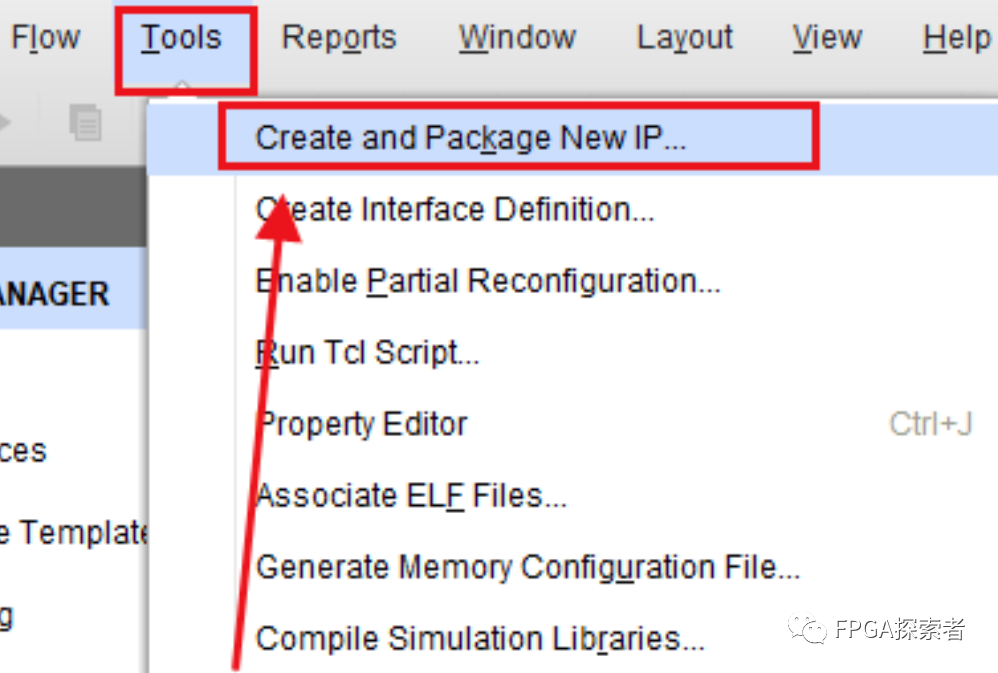 Flow Tools Reports Window Layout View Help
Create and Package New IP...
Create Interface Definition...
Enable Partial Reconfiguration...
ANAGER
Run Tcl Script...
Property Editor Ctrl+J
ces
Associate ELF Files...
e Template
Generate Memory Configuration File...
g
Compile Simulation Libraries...
FPGA探索者